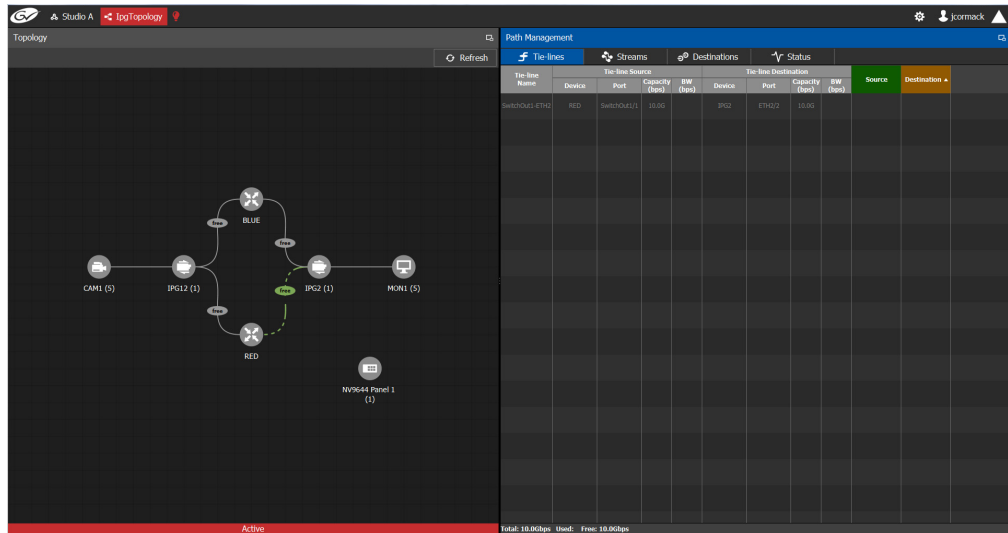 GV Studio A IpgTopology jcormack
Topology
Refresh
free
BLUE
free
CAM1 (5)
IPG12 (1)
free
IPG2 (1)
MON1 (5)
free
RED
NV9644 Panel 1
(1)
Active
Path Management
Tie-lines Streams Destinations Status
Tie-line Name Tie-line Source Tie-line Destination Source Destination
Device Port Capacity (bps) BW (bps) Device Port Capacity (bps) BW (bps)
SwitchOut1-ETH2 RED SwitchOut1/1 10.0G IPG2 ETH2/2 10.0G
Total: 10.0Gbps Used: Free: 10.0Gbps